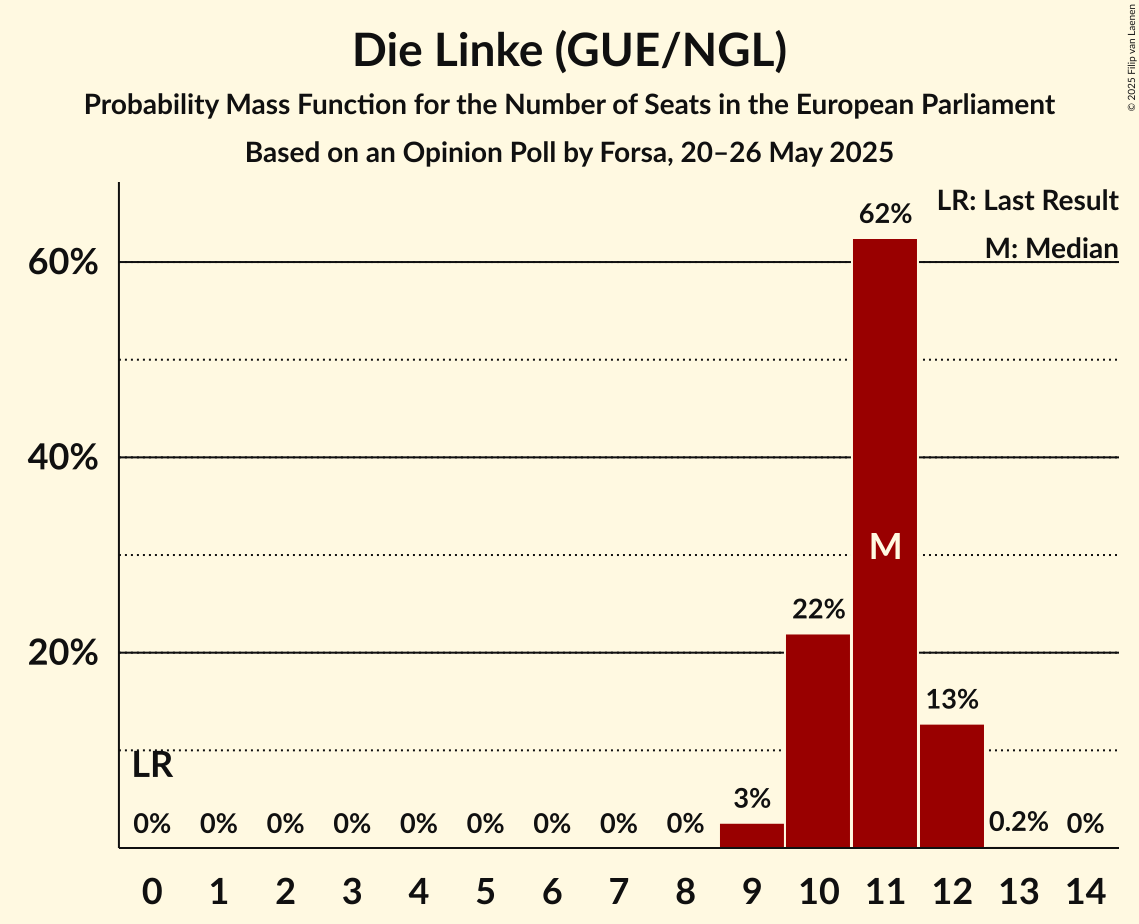 Die Linke (GUE/NGL)
Probability Mass Function for the Number of Seats in the European Parliament
Based on an Opinion Poll by Forsa, 20–26 May 2025
© 2025 Filip van Laenen
LR: Last Result
M: Median
60%
40%
20%
62%
M
22%
13%
LR
3%
0% 0% 0% 0% 0% 0% 0% 0% 0% 0.2% 0%
0 1 2 3 4 5 6 7 8 9 10 11 12 13 14